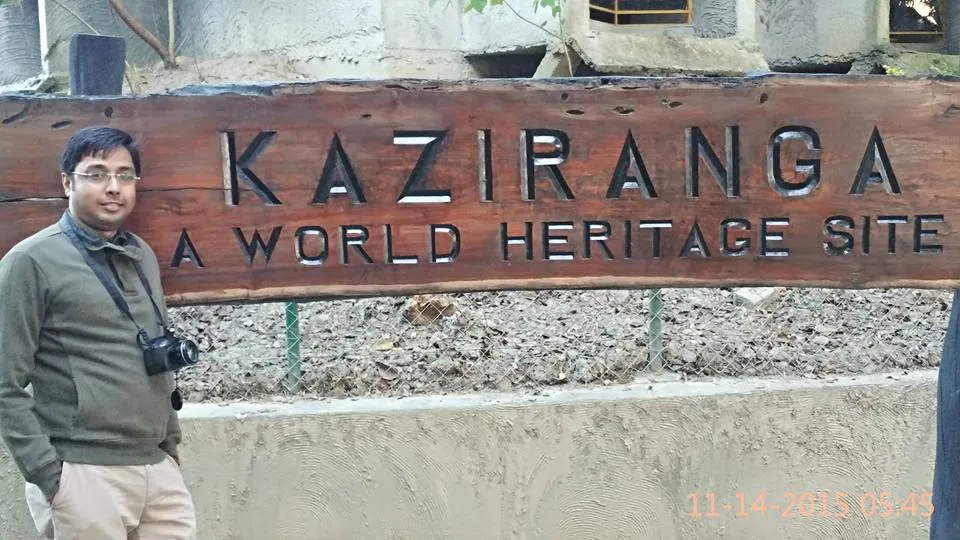 KAZIRANGA
A WORLD HERITAGE SITE
11-14-2015 05:45